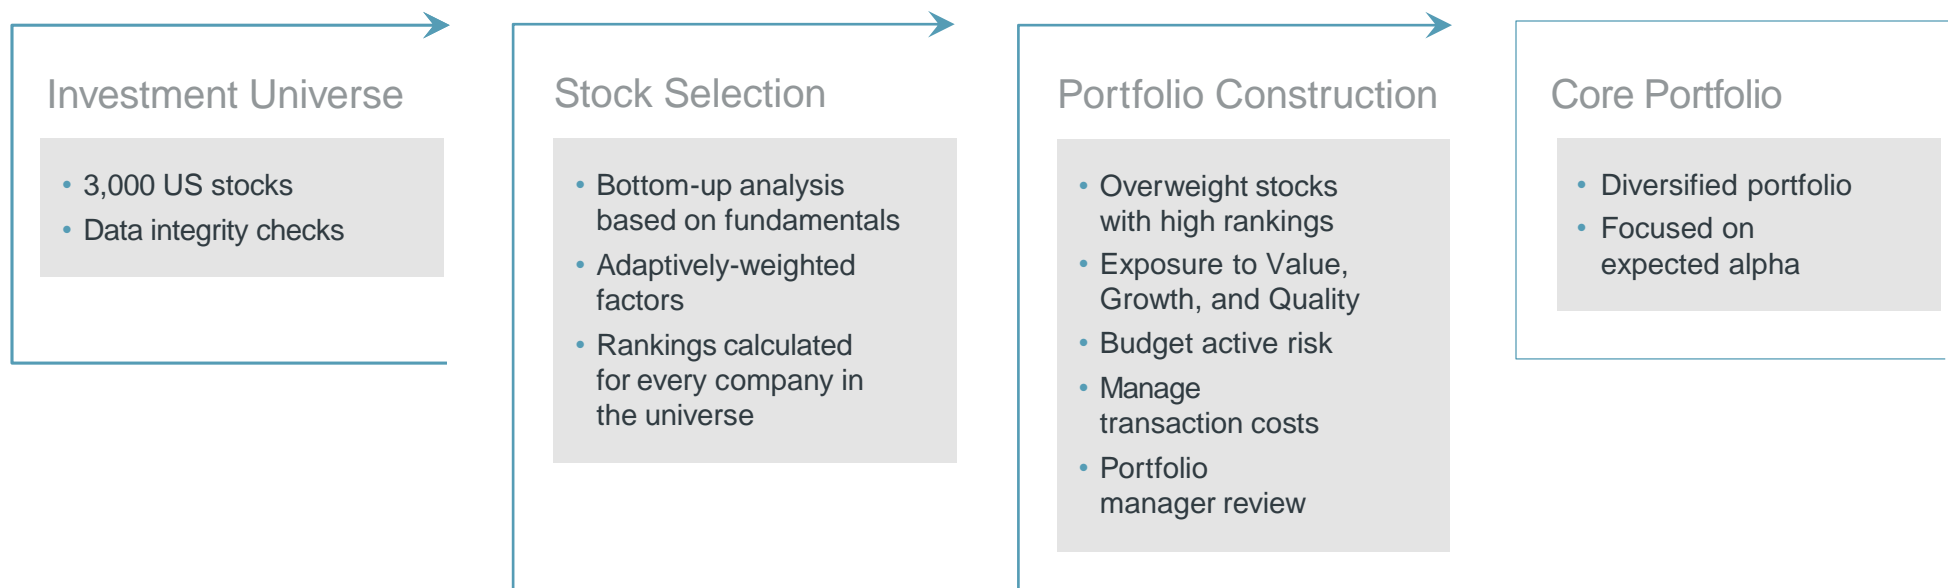 Investment Universe
• 3,000 US stocks
• Data integrity checks
Stock Selection
• Bottom-up analysis
based on fundamentals
• Adaptively-weighted
factors
• Rankings calculated
for every company in
the universe
Portfolio Construction
• Overweight stocks
with high rankings
• Exposure to Value,
Growth, and Quality
• Budget active risk
• Manage
transaction costs
• Portfolio
manager review
Core Portfolio
• Diversified portfolio
• Focused on
expected alpha